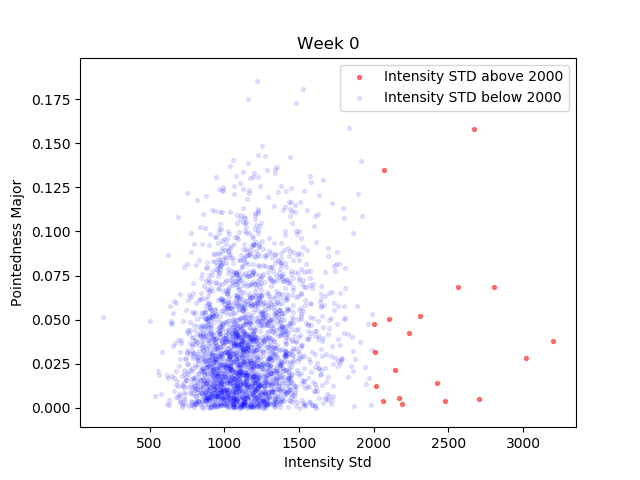 Week 0
Intensity STD above 2000
Intensity STD below 2000
Pointedness Major
0.175
0.150
0.125
0.100
0.075
0.050
0.025
0.000
500 1000 1500 2000 2500 3000
Intensity Std